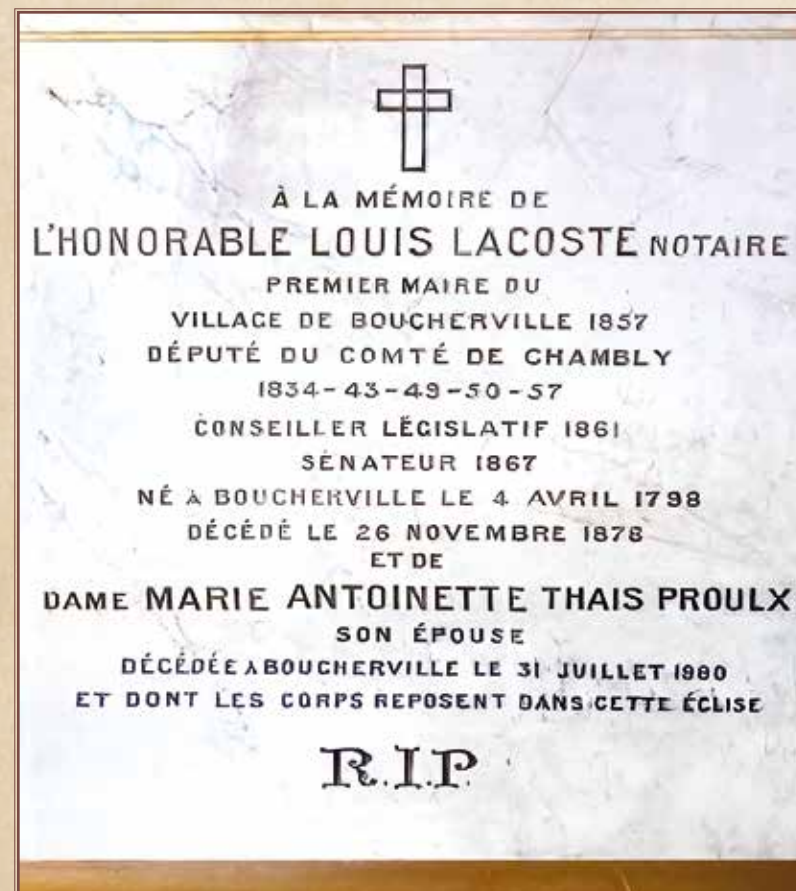 À LA MÉMOIRE DE
L'HONORABLE LOUIS LACOSTE NOTAIRE
PREMIER MAIRE DU
VILLAGE DE BOUCHERVILLE 1857
DÉPUTÉ DU COMTÉ DE CHAMBLY
1834-43-49-50-57
CONSEILLER LÉGISLATIF 1861
SÉNATEUR 1867
NÉ À BOUCHERVILLE LE 4 AVRIL 1798
DÉCÉDÉ LE 26 NOVEMBRE 1878
ET DE
DAME MARIE ANTOINETTE THAIS PROULX
SON ÉPOUSE
DÉCÉDÉE À BOUCHERVILLE LE 31 JUILLET 1900
ET DONT LES CORPS REPOSENT DANS CETTE ÉGLISE
R.I.P.